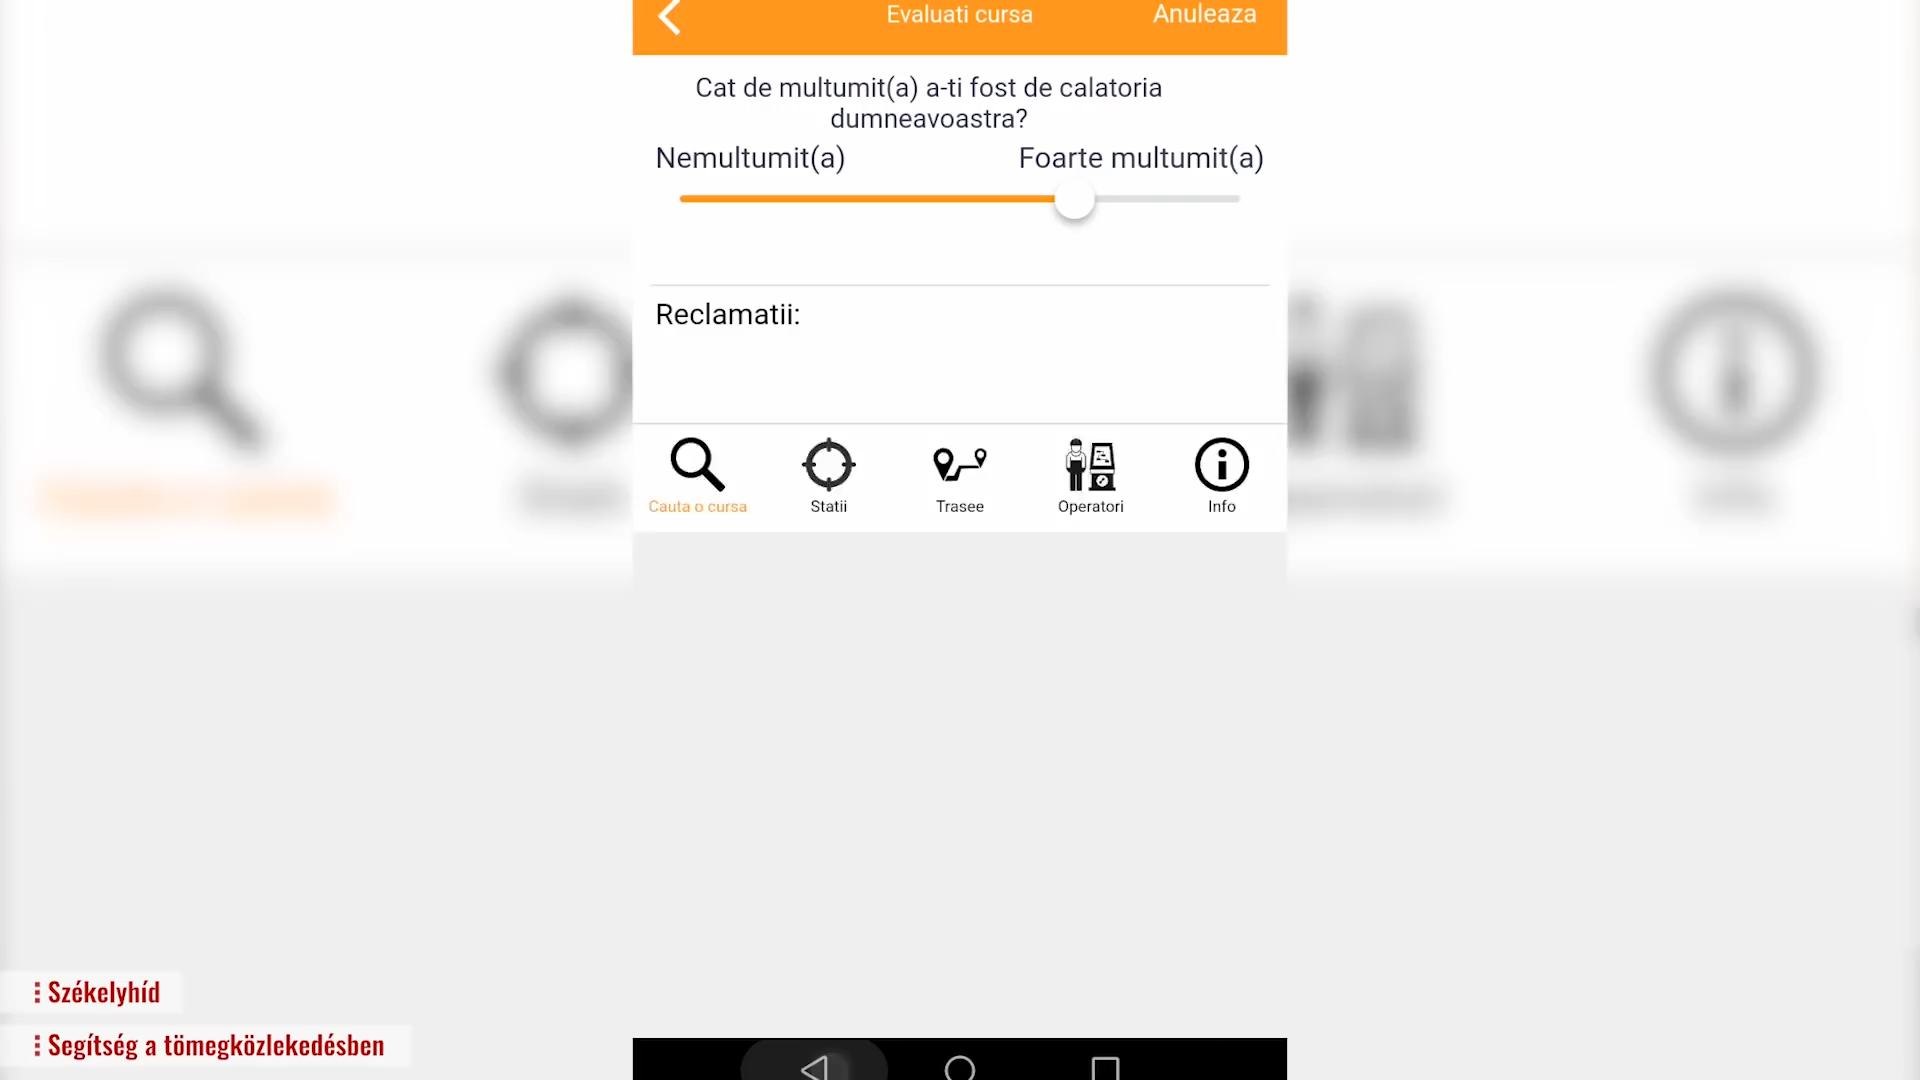 Evaluati cursa
Anuleaza
Cat de multumit(a) a-ti fost de calatoria
dumneavoastra?
Nemultumit(a)
Foarte multumit(a)
Reclamatii:
Cauta o cursa
Statii
Trasee
Operatori
Info
Székelyhíd
Segítség a tömegközlekedésben